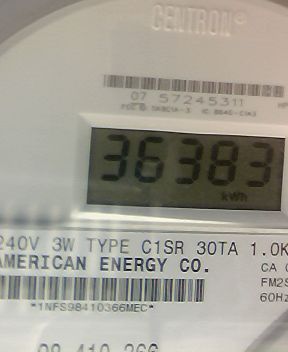 CENTRON®
07 57245311
36383
kWh
240V 3W TYPE C1SR 30TA 1.0K
AMERICAN ENERGY CO.
CA
FM2S
60Hz
*1NFS98410366MEC*